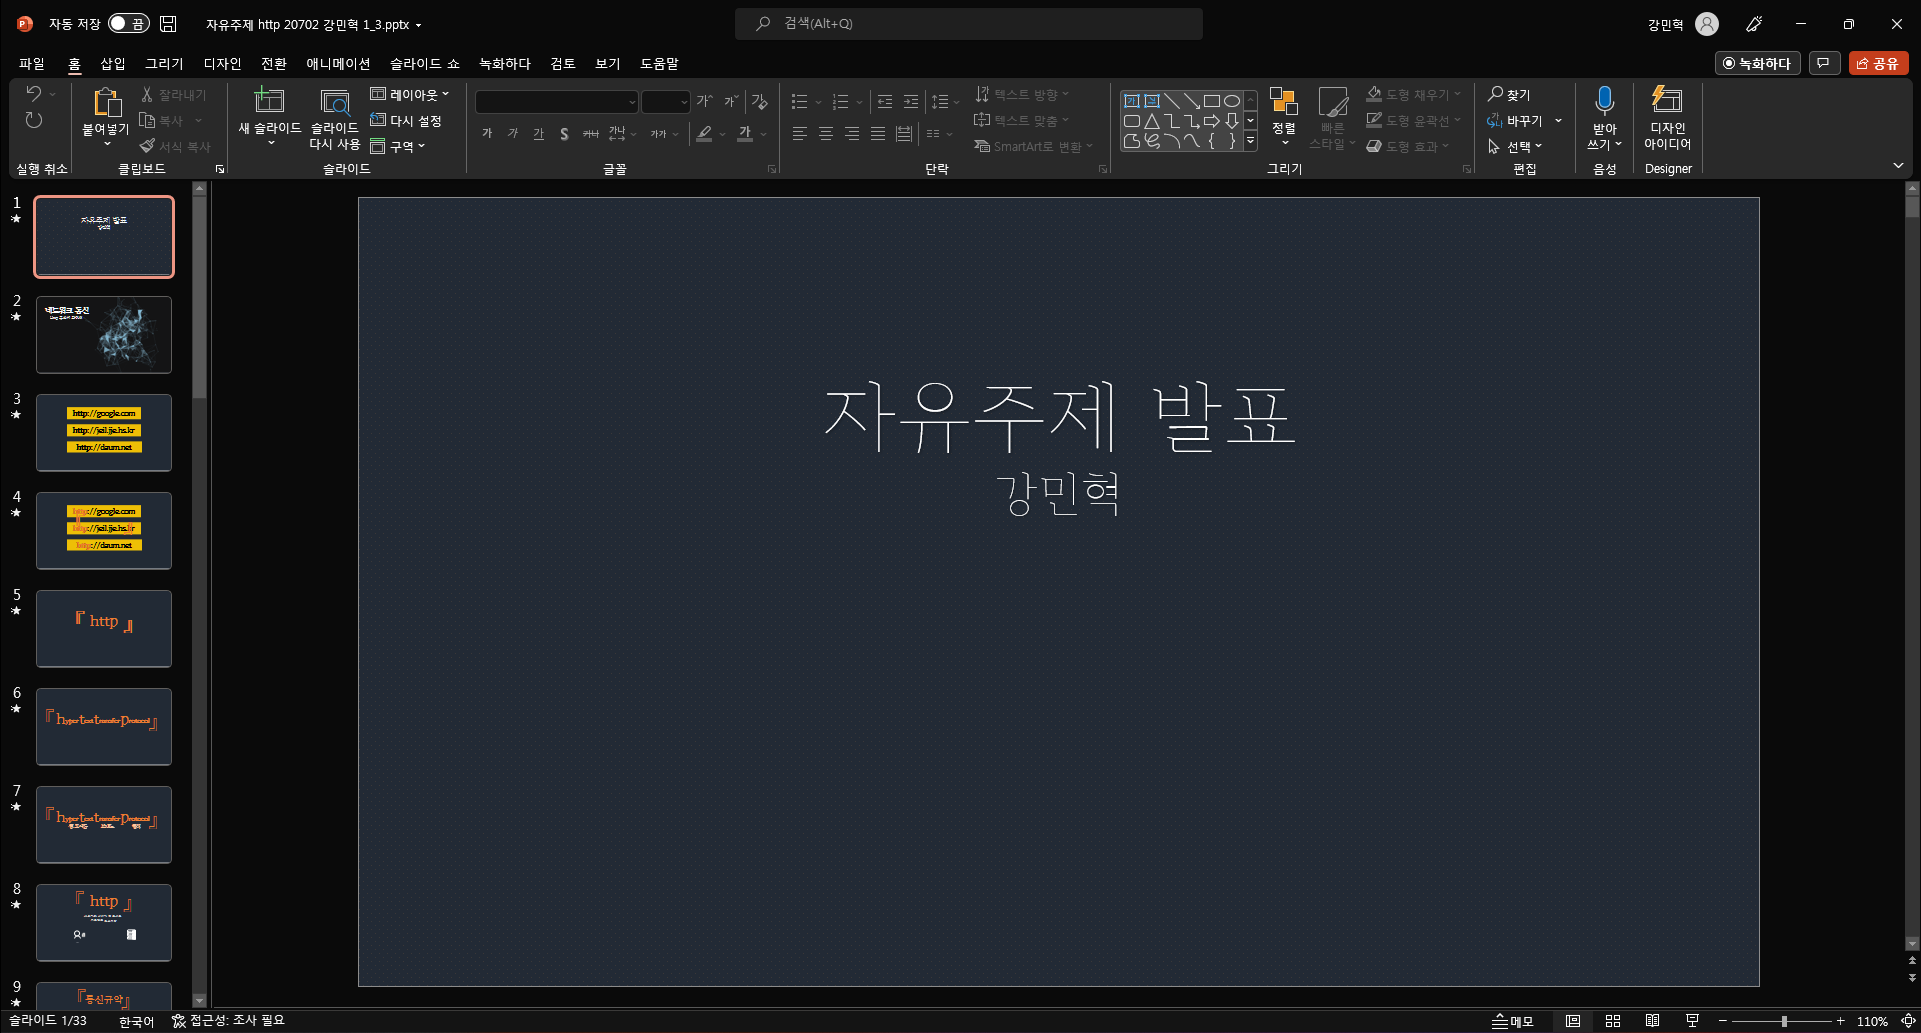 자동 저장 끔 자유주제 http 20702 강민혁 1_3.pptx 검색(Alt+Q) 강민혁
파일 홈 삽입 그리기 디자인 전환 애니메이션 슬라이드 쇼 녹화하다 검토 보기 도움말 녹화하다 공유
실행 취소
붙여넣기
잘라내기
복사
서식 복사
클립보드
새 슬라이드
슬라이드
다시 사용
레이아웃
다시 설정
구역
슬라이드
가 가 가 S 가나 가가 가
글꼴
텍스트 방향
텍스트 맞춤
SmartArt로 변환
단락
정렬
빠른
스타일
도형 채우기
도형 윤곽선
도형 효과
그리기
찾기
바꾸기
선택
편집
받아
쓰기
음성
디자인
아이디어
Designer
1
자유주제 발표
강민혁
2
네트워크 통신
3
http://google.com
http://jeil.jje.hs.kr
http://daum.net
4
http://google.com
http://jeil.jje.hs.kr
http://daum.net
5
『 http 』
6
『hypertexttransferprotocol』
7
『hypertexttransferprotocol』
8
『 http 』
9
『통신규약』
자유주제 발표
강민혁
슬라이드 1/33 한국어 접근성: 조사 필요 메모 110%